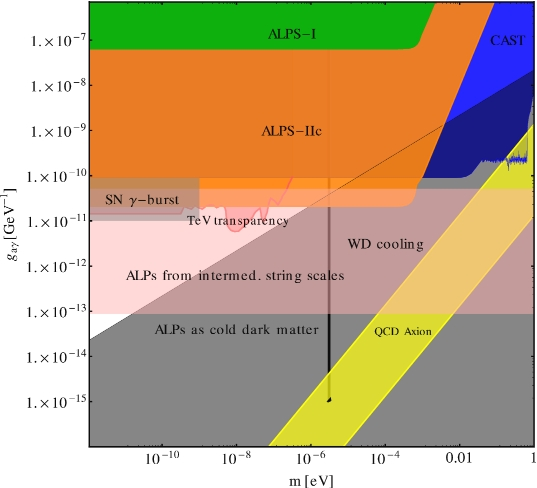 ALPS-I
CAST
1.×10⁻⁷
1.×10⁻⁸
1.×10⁻⁹
ALPS-IIc
1.×10⁻¹⁰
SN γ-burst
TeV transparency
1.×10⁻¹¹
g_aγ[GeV⁻¹]
WD cooling
1.×10⁻¹²
ALPs from intermed. string scales
1.×10⁻¹³
ALPs as cold dark matter
QCD Axion
1.×10⁻¹⁴
1.×10⁻¹⁵
10⁻¹⁰ 10⁻⁸ 10⁻⁶ 10⁻⁴ 0.01 1
m [eV]